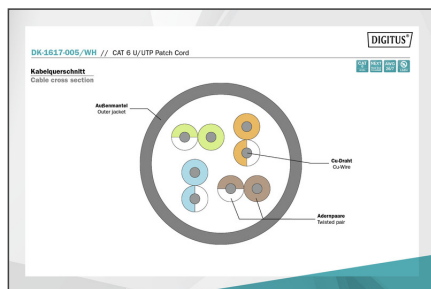 DIGITUS®
DK-1617-005/WH // CAT 6 U/UTP Patch Cord
Kabelquerschnitt
Cable cross section
Außenmantel
Outer jacket
Cu-Draht
Cu-Wire
Adernpaare
Twisted pair